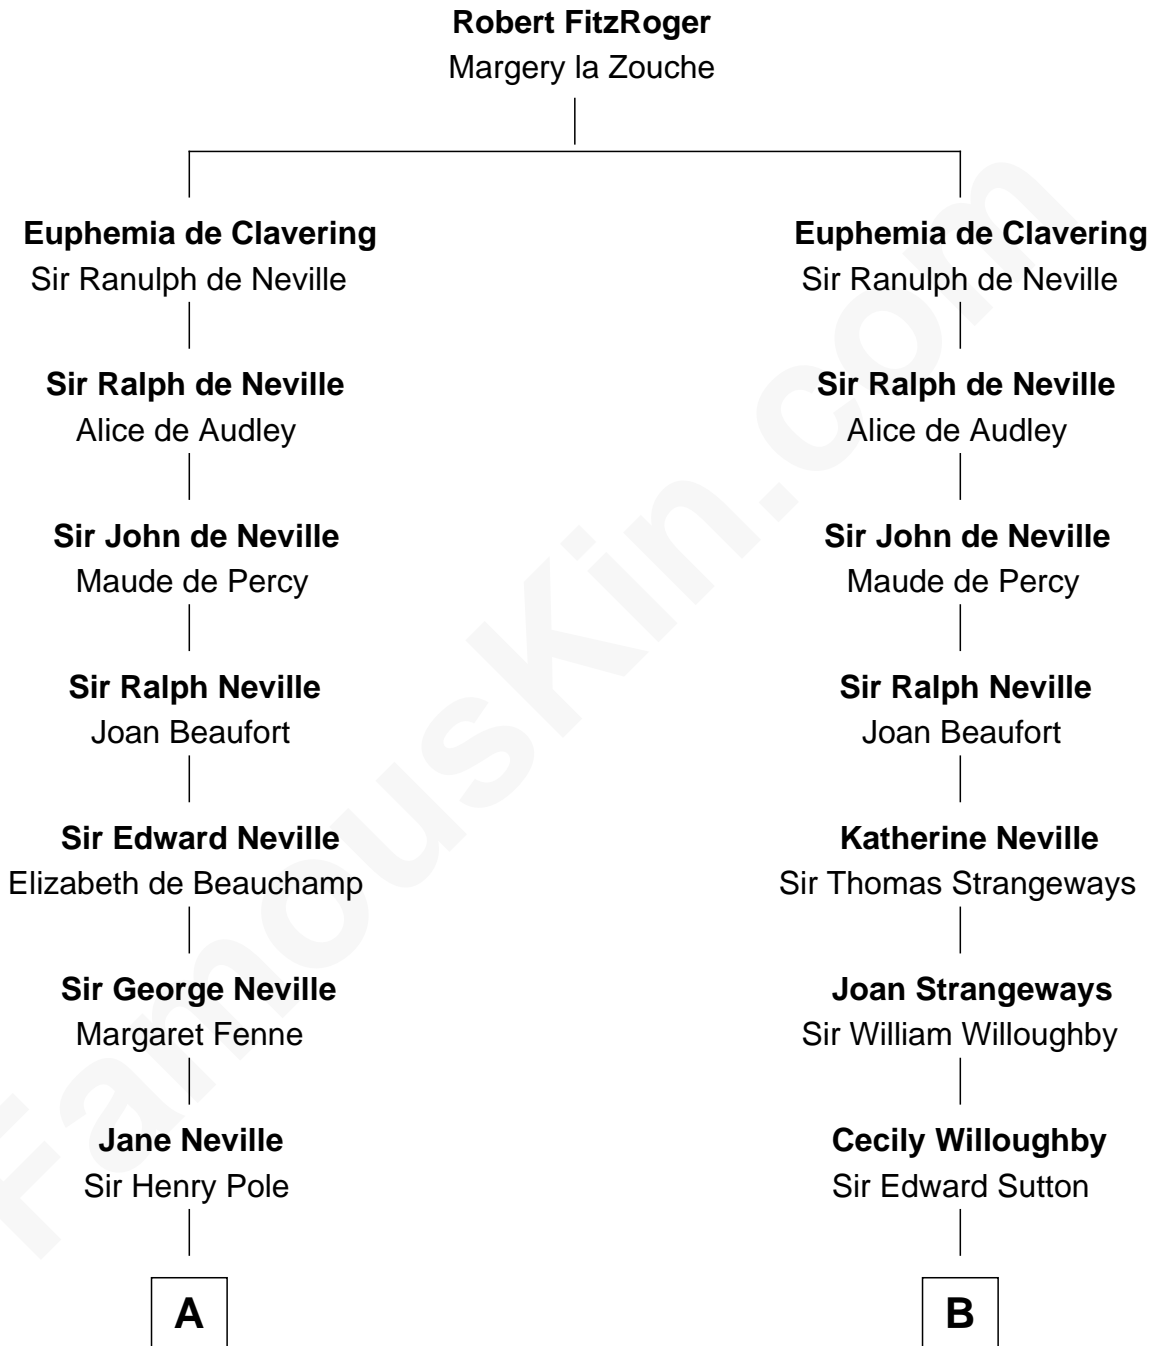 Robert FitzRoger
Margery la Zouche
Euphemia de Clavering
Sir Ranulph de Neville
Sir Ralph de Neville
Alice de Audley
Sir John de Neville
Maude de Percy
Sir Ralph Neville
Joan Beaufort
Sir Edward Neville
Elizabeth de Beauchamp
Sir George Neville
Margaret Fenne
Jane Neville
Sir Henry Pole
A
Euphemia de Clavering
Sir Ranulph de Neville
Sir Ralph de Neville
Alice de Audley
Sir John de Neville
Maude de Percy
Sir Ralph Neville
Joan Beaufort
Katherine Neville
Sir Thomas Strangeways
Joan Strangeways
Sir William Willoughby
Cecily Willoughby
Sir Edward Sutton
B
FamousKin.com